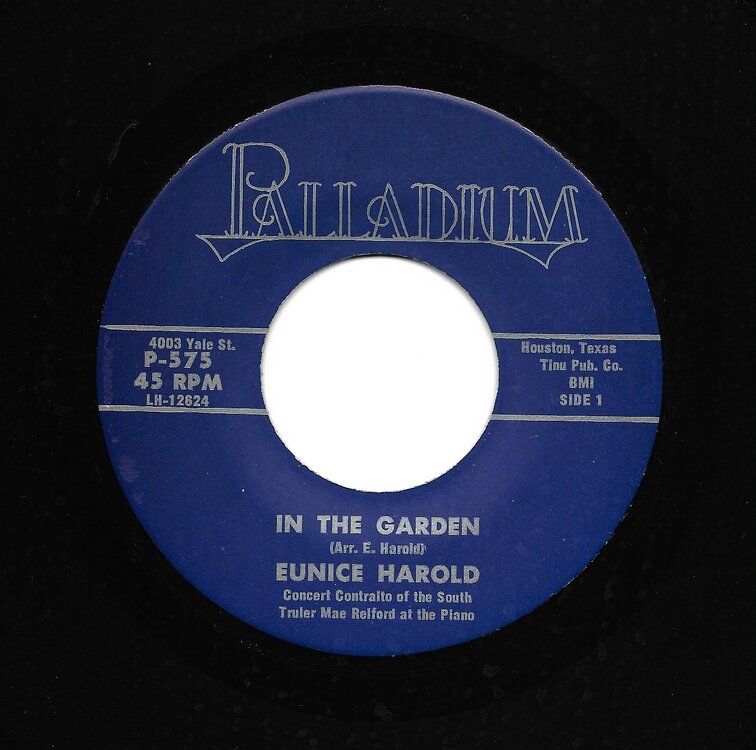 PALLADIUM
4003 Yale St.
P-575
45 RPM
LH-12624
Houston, Texas
Tinu Pub. Co.
BMI
SIDE 1
IN THE GARDEN
(Arr. E. Harold)
EUNICE HAROLD
Concert Contralto of the South
Truler Mae Relford at the Piano